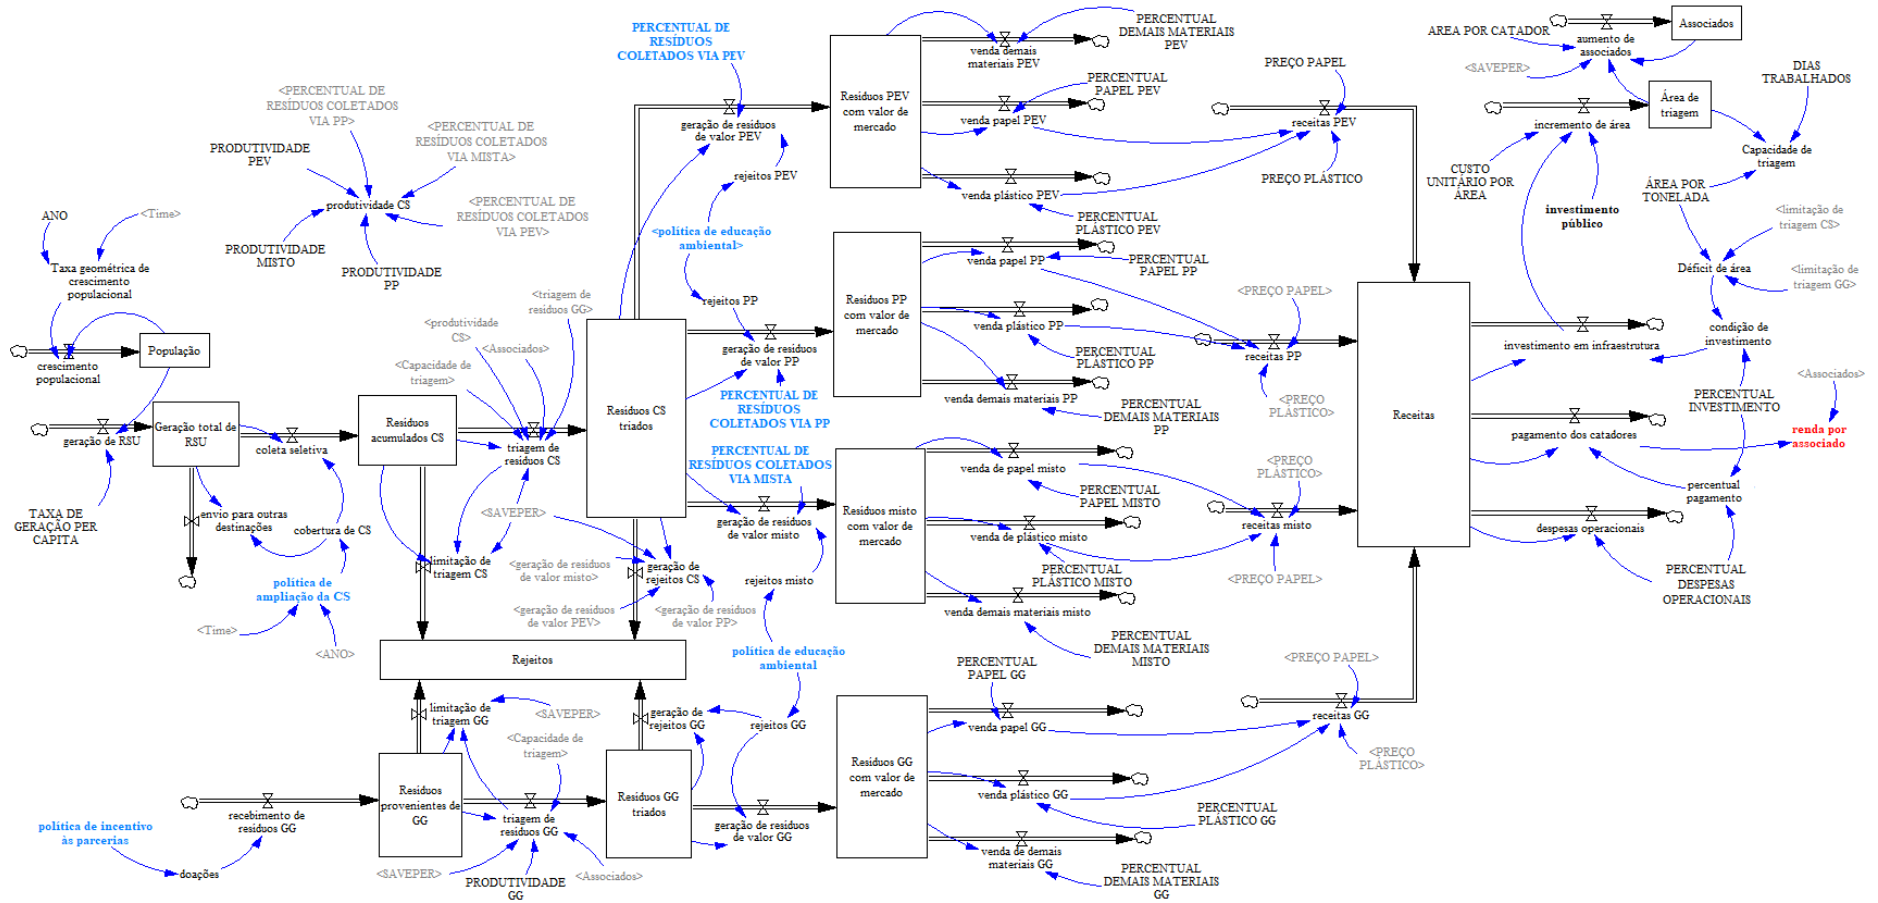 PERCENTUAL DE
RESÍDUOS
COLETADOS VIA PEV
<PERCENTUAL DE
RESÍDUOS COLETADOS
VIA PP>
<PERCENTUAL DE
RESÍDUOS COLETADOS
VIA MISTA>
PRODUTIVIDADE
PEV
produtividade CS
<PERCENTUAL DE
RESÍDUOS COLETADOS
VIA PEV>
PRODUTIVIDADE
MISTO
PRODUTIVIDADE
PP
ANO
<Time>
Taxa geométrica de
crescimento
populacional
População
crescimento
populacional
geração de RSU
TAXA DE
GERAÇÃO PER
CAPITA
Geração total de
RSU
coleta seletiva
envio para outras
destinações
cobertura de CS
política de
ampliação da CS
<Time>
<ANO>
Resíduos
acumulados CS
<produtividade
CS>
<Capacidade de
triagem>
<Associados>
<triagem de
resíduos GG>
triagem de
resíduos CS
<SAVEPER>
limitação de
triagem CS
Resíduos CS
triados
geração de
rejeitos CS
<geração de resíduos
de valor misto>
<geração de resíduos
de valor PEV>
<geração de resíduos
de valor PP>
Rejeitos
geração de resíduos
de valor PEV
rejeitos PEV
<política de educação
ambiental>
rejeitos PP
geração de resíduos
de valor PP
PERCENTUAL DE
RESÍDUOS
COLETADOS VIA PP
PERCENTUAL DE
RESÍDUOS COLETADOS
VIA MISTA
geração de resíduos
de valor misto
rejeitos misto
política de educação
ambiental
rejeitos GG
limitação de
triagem GG
<SAVEPER>
<Capacidade de
triagem>
geração de
rejeitos GG
Resíduos
provenientes de
GG
triagem de
resíduos GG
Resíduos GG
triados
geração de resíduos
de valor GG
recebimento de
resíduos GG
política de incentivo
às parcerias
doações
<SAVEPER>
PRODUTIVIDADE
GG
<Associados>
Resíduos PEV
com valor de
mercado
venda demais
materiais PEV
PERCENTUAL
DEMAIS MATERIAIS
PEV
PERCENTUAL
PAPEL PEV
venda papel PEV
venda plástico PEV
PERCENTUAL
PLÁSTICO PEV
PREÇO PAPEL
receitas PEV
PREÇO PLÁSTICO
Resíduos PP
com valor de
mercado
venda papel PP
PERCENTUAL
PAPEL PP
venda plástico PP
PERCENTUAL
PLÁSTICO PP
venda demais materiais PP
PERCENTUAL
DEMAIS MATERIAIS
PP
<PREÇO PAPEL>
receitas PP
<PREÇO
PLÁSTICO>
Resíduos misto
com valor de
mercado
venda de papel misto
PERCENTUAL
PAPEL MISTO
venda de plástico misto
PERCENTUAL
PLÁSTICO MISTO
venda demais materiais misto
PERCENTUAL
DEMAIS MATERIAIS
MISTO
<PREÇO
PLÁSTICO>
receitas misto
<PREÇO PAPEL>
Resíduos GG
com valor de
mercado
PERCENTUAL
PAPEL GG
venda papel GG
venda plástico GG
PERCENTUAL
PLÁSTICO GG
venda de demais
materiais GG
PERCENTUAL
DEMAIS MATERIAIS
GG
<PREÇO PAPEL>
receitas GG
<PREÇO
PLÁSTICO>
Receitas
Associados
AREA POR CATADOR
aumento de
associados
<SAVEPER>
DIAS
TRABALHADOS
Área de
triagem
incremento de área
Capacidade de
triagem
CUSTO
UNITÁRIO POR
ÁREA
investimento
público
ÁREA POR
TONELADA
<limitação de
triagem CS>
Déficit de área
<limitação de
triagem GG>
condição de
investimento
investimento em infraestrutura
PERCENTUAL
INVESTIMENTO
<Associados>
renda por
associado
pagamento dos catadores
percentual
pagamento
despesas operacionais
PERCENTUAL
DESPESAS
OPERACIONAIS